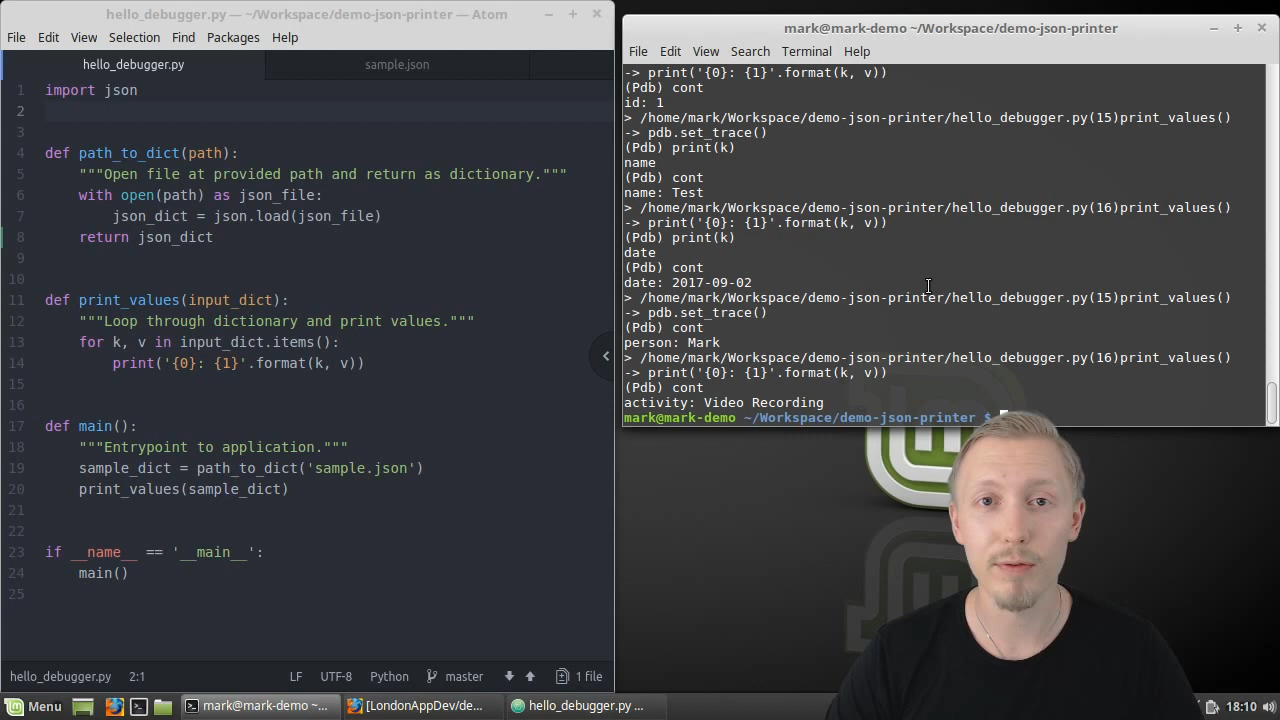 hello_debugger.py — ~/Workspace/demo-json-printer — Atom
File Edit View Selection Find Packages Help
hello_debugger.py
sample.json
1 import json
2
3
4 def path_to_dict(path):
5 """Open file at provided path and return as dictionary."""
6 with open(path) as json_file:
7 json_dict = json.load(json_file)
8 return json_dict
9
10
11 def print_values(input_dict):
12 """Loop through dictionary and print values."""
13 for k, v in input_dict.items():
14 print('{0}: {1}'.format(k, v))
15
16
17 def main():
18 """Entrypoint to application."""
19 sample_dict = path_to_dict('sample.json')
20 print_values(sample_dict)
21
22
23 if __name__ == '__main__':
24 main()
25
hello_debugger.py 2:1 LF UTF-8 Python master 1 file
mark@mark-demo ~/Workspace/demo-json-printer
File Edit View Search Terminal Help
-> print('{0}: {1}'.format(k, v))
(Pdb) cont
id: 1
> /home/mark/Workspace/demo-json-printer/hello_debugger.py(15)print_values()
-> pdb.set_trace()
(Pdb) print(k)
name
(Pdb) cont
name: Test
> /home/mark/Workspace/demo-json-printer/hello_debugger.py(16)print_values()
-> print('{0}: {1}'.format(k, v))
(Pdb) print(k)
date
(Pdb) cont
date: 2017-09-02
> /home/mark/Workspace/demo-json-printer/hello_debugger.py(15)print_values()
-> pdb.set_trace()
(Pdb) cont
person: Mark
> /home/mark/Workspace/demo-json-printer/hello_debugger.py(16)print_values()
-> print('{0}: {1}'.format(k, v))
(Pdb) cont
activity: Video Recording
mark@mark-demo ~/Workspace/demo-json-printer $
Menu
mark@mark-demo ~...
[LondonAppDev/de...
hello_debugger.py ...
18:10